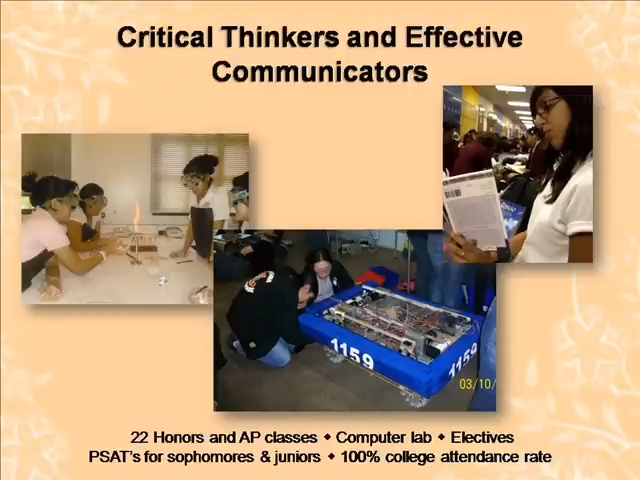 Critical Thinkers and Effective
Communicators
1159
1159
03/10/
22 Honors and AP classes ◆ Computer lab ◆ Electives
PSAT's for sophomores & juniors ◆ 100% college attendance rate